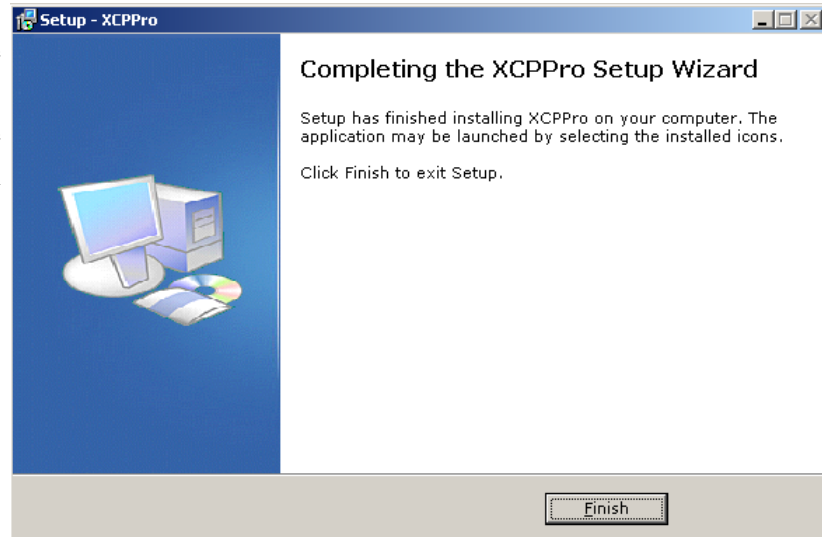 Setup - XCPPro
Completing the XCPPro Setup Wizard
Setup has finished installing XCPPro on your computer. The
application may be launched by selecting the installed icons.
Click Finish to exit Setup.
Finish